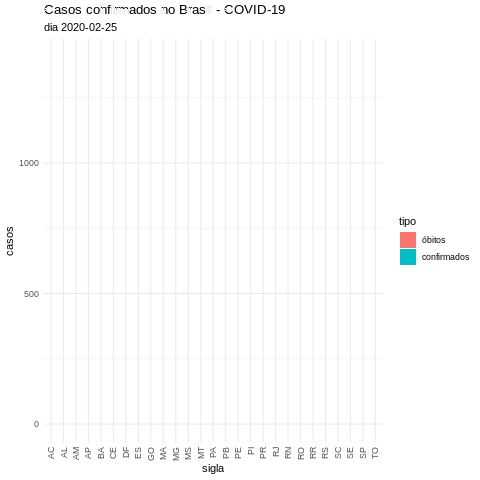 Casos confirmados no Brasil - COVID-19
dia 2020-02-25
casos
1000
500
0
AC AL AM AP BA CE DF ES GO MA MG MS MT PA PB PE PI PR RJ RN RO RR RS SC SE SP TO
sigla
tipo
óbitos
confirmados